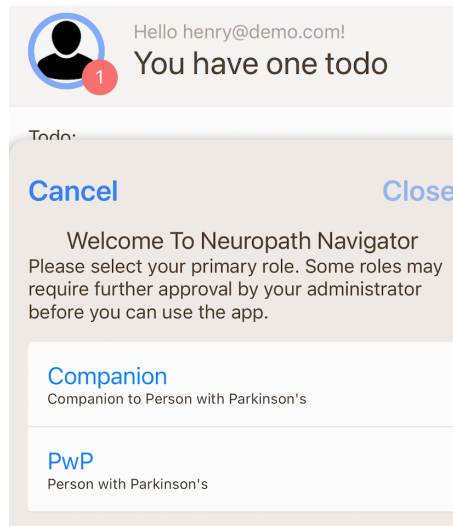 Hello henry@demo.com!
1
You have one todo
Todo:
Cancel
Close
Welcome To Neuropath Navigator
Please select your primary role. Some roles may
require further approval by your administrator
before you can use the app.
Companion
Companion to Person with Parkinson's
PwP
Person with Parkinson's